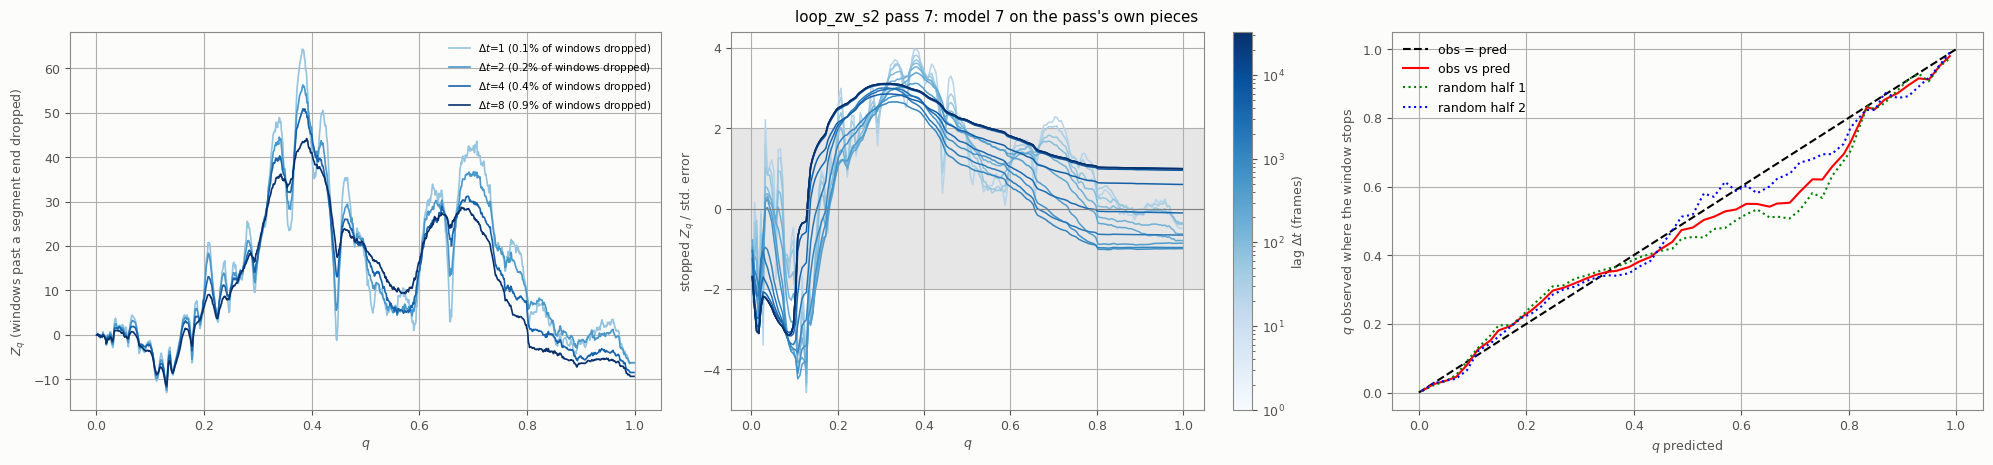 loop_zw_s2 pass 7: model 7 on the pass's own pieces
Z_q (windows past a segment end dropped)
60
50
40
30
20
10
0
−10
0.0
0.2
0.4
0.6
0.8
1.0
q
Δt=1 (0.1% of windows dropped)
Δt=2 (0.2% of windows dropped)
Δt=4 (0.4% of windows dropped)
Δt=8 (0.9% of windows dropped)
stopped Z_q / std. error
4
2
0
−2
−4
0.0
0.2
0.4
0.6
0.8
1.0
q
10^4
10^3
10^2
10^1
10^0
lag Δt (frames)
q observed where the window stops
1.0
0.8
0.6
0.4
0.2
0.0
0.0
0.2
0.4
0.6
0.8
1.0
q predicted
obs = pred
obs vs pred
random half 1
random half 2